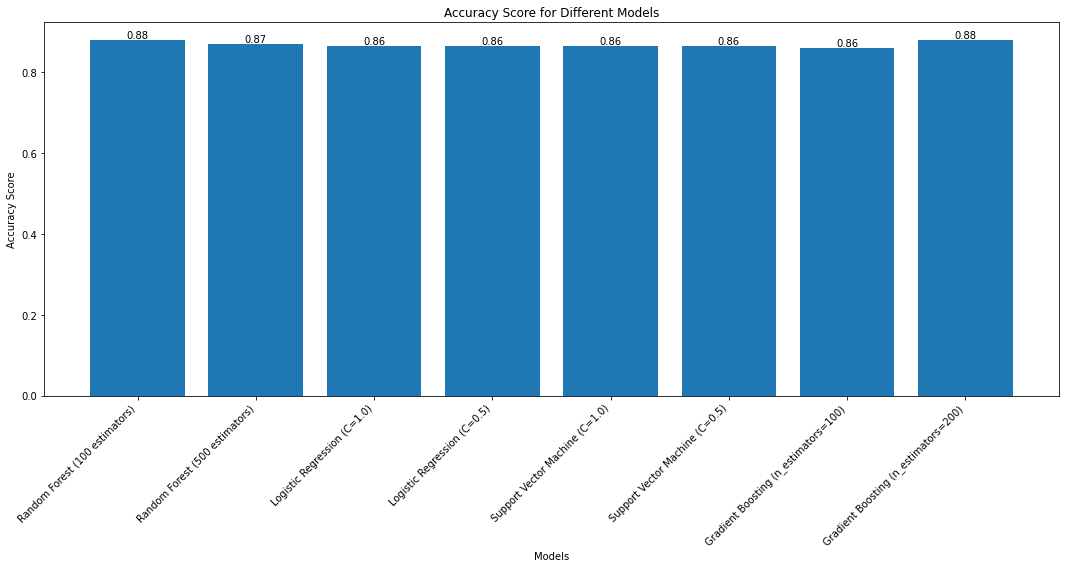 Accuracy Score for Different Models
0.88
0.87
0.86
0.86
0.86
0.86
0.86
0.88
Accuracy Score
0.8
0.6
0.4
0.2
0.0
Random Forest (100 estimators)
Random Forest (500 estimators)
Logistic Regression (C=1.0)
Logistic Regression (C=0.5)
Support Vector Machine (C=1.0)
Support Vector Machine (C=0.5)
Gradient Boosting (n_estimators=100)
Gradient Boosting (n_estimators=200)
Models